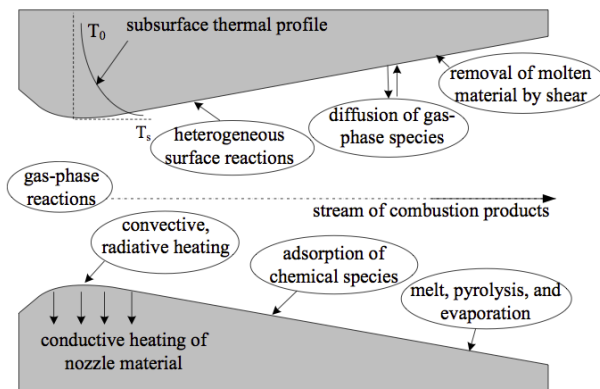 T0
subsurface thermal profile
Ts
heterogeneous
surface reactions
diffusion of gas-
phase species
removal of molten
material by shear
gas-phase
reactions
stream of combustion products
convective,
radiative heating
adsorption of
chemical species
melt, pyrolysis, and
evaporation
conductive heating of
nozzle material